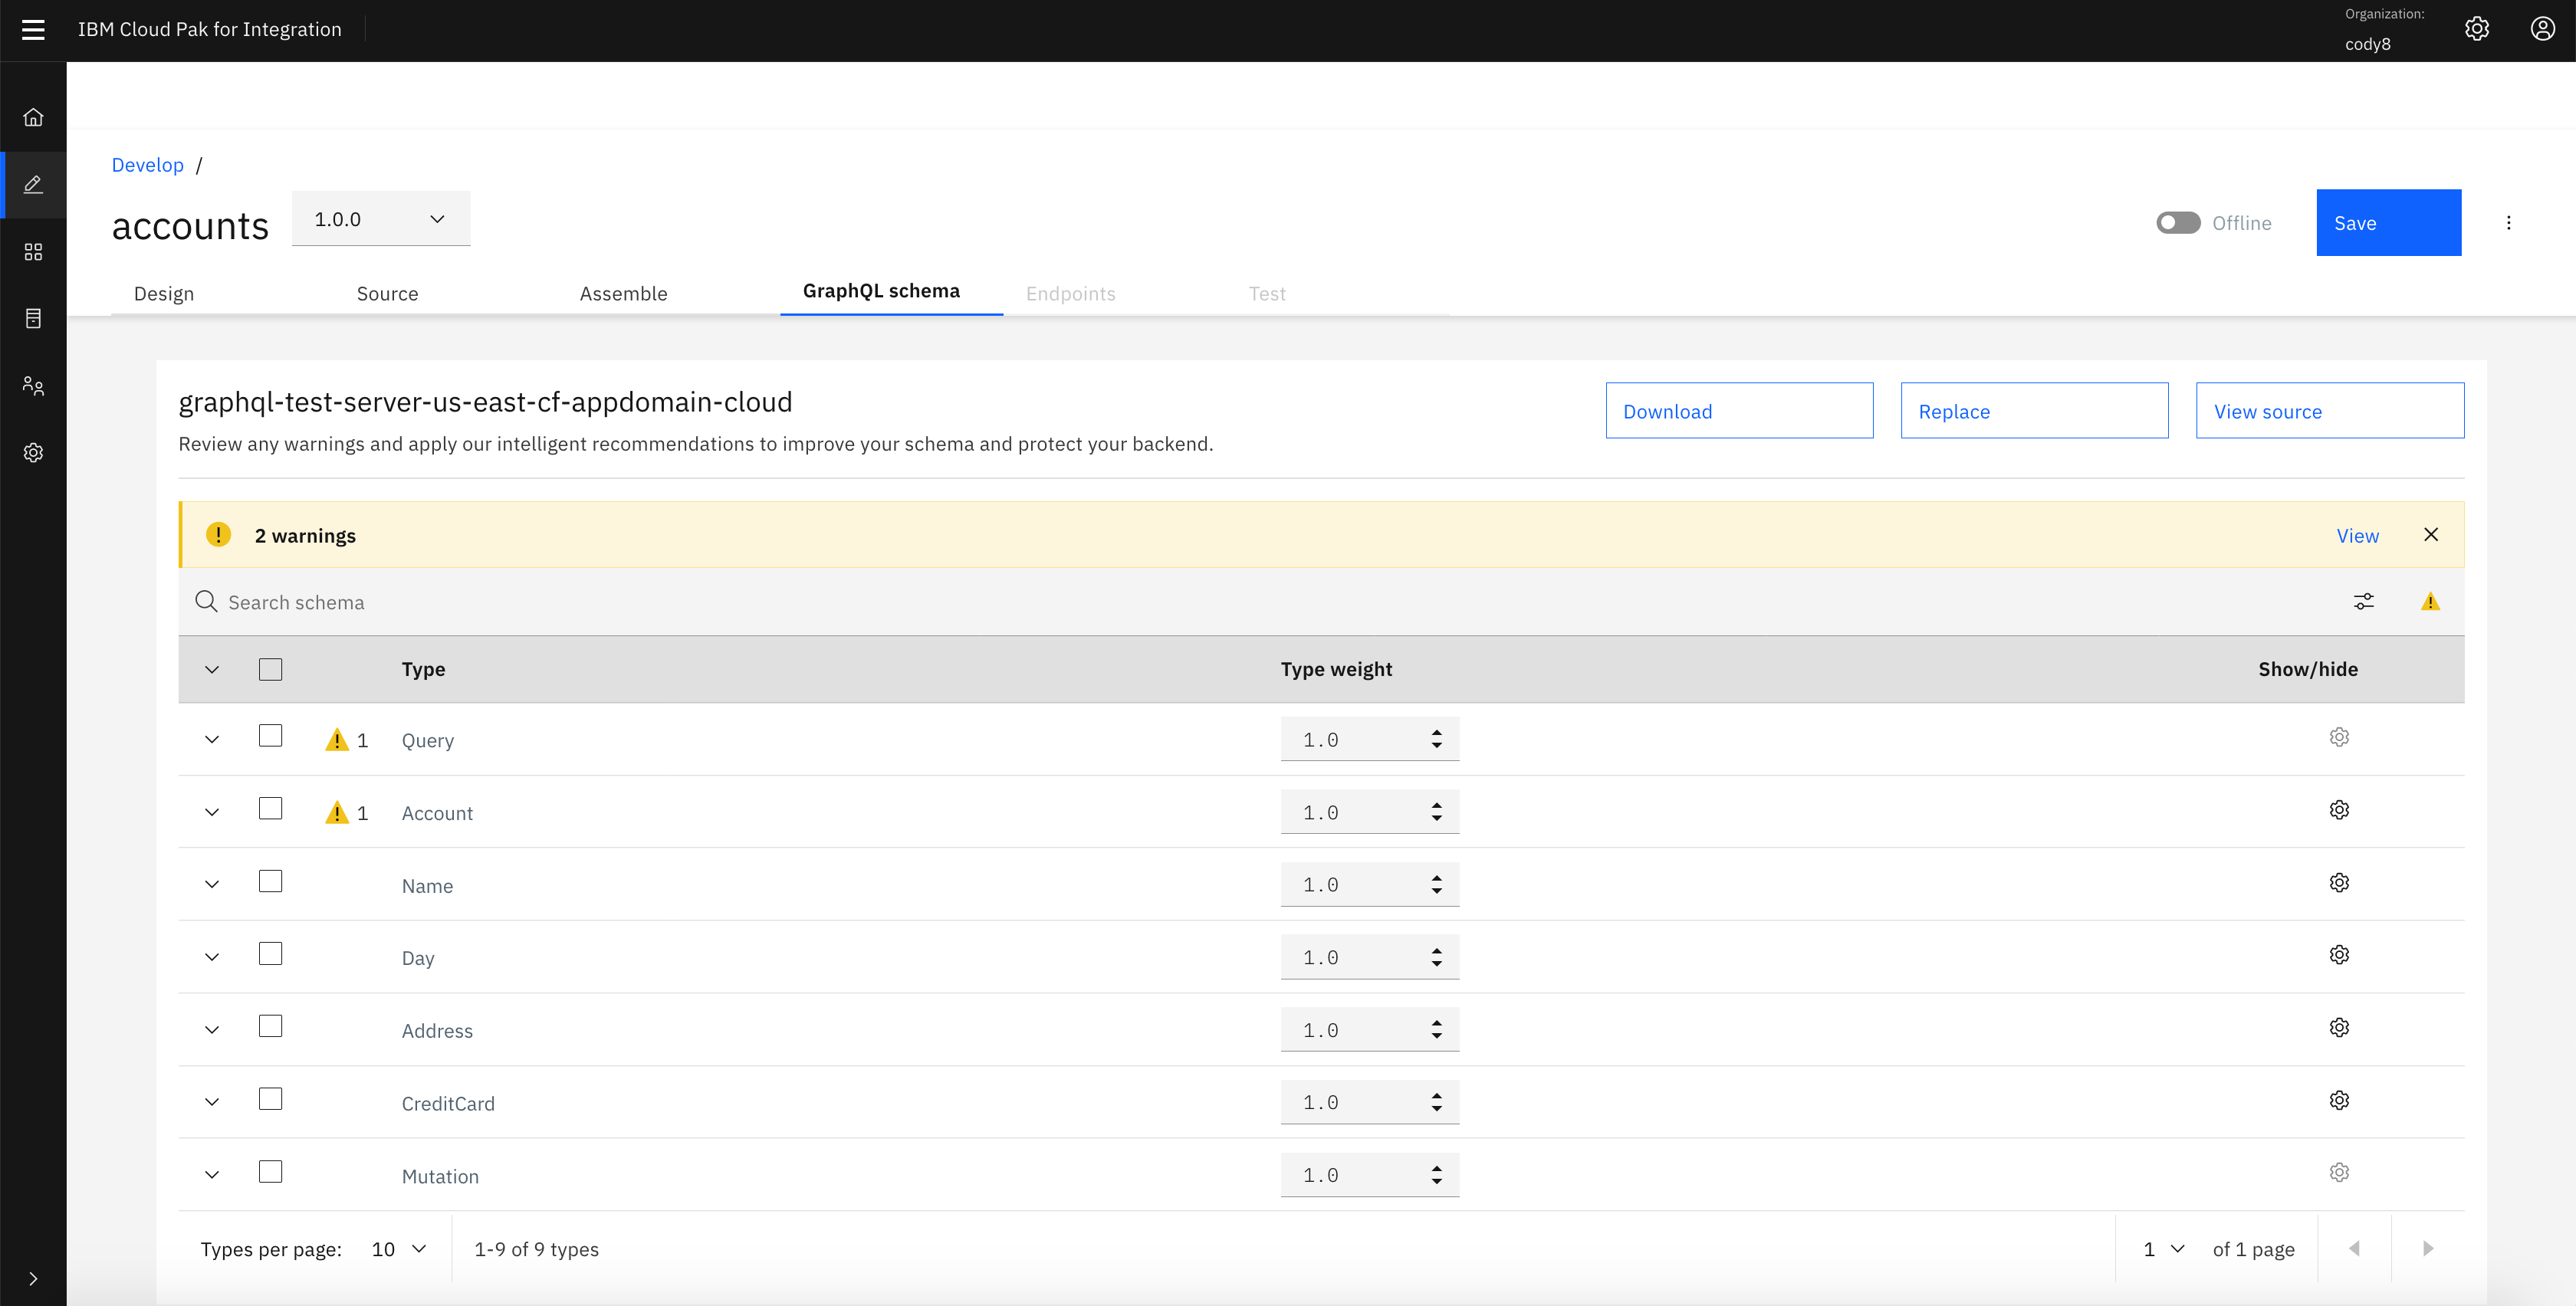 IBM Cloud Pak for Integration
Organization:
cody8
Develop /
accounts
1.0.0
Offline
Save
Design
Source
Assemble
GraphQL schema
Endpoints
Test
graphql-test-server-us-east-cf-appdomain-cloud
Review any warnings and apply our intelligent recommendations to improve your schema and protect your backend.
Download
Replace
View source
2 warnings
View
Search schema
Type
Type weight
Show/hide
1 Query 1.0
1 Account 1.0
Name 1.0
Day 1.0
Address 1.0
CreditCard 1.0
Mutation 1.0
Types per page: 10
1-9 of 9 types
1 of 1 page